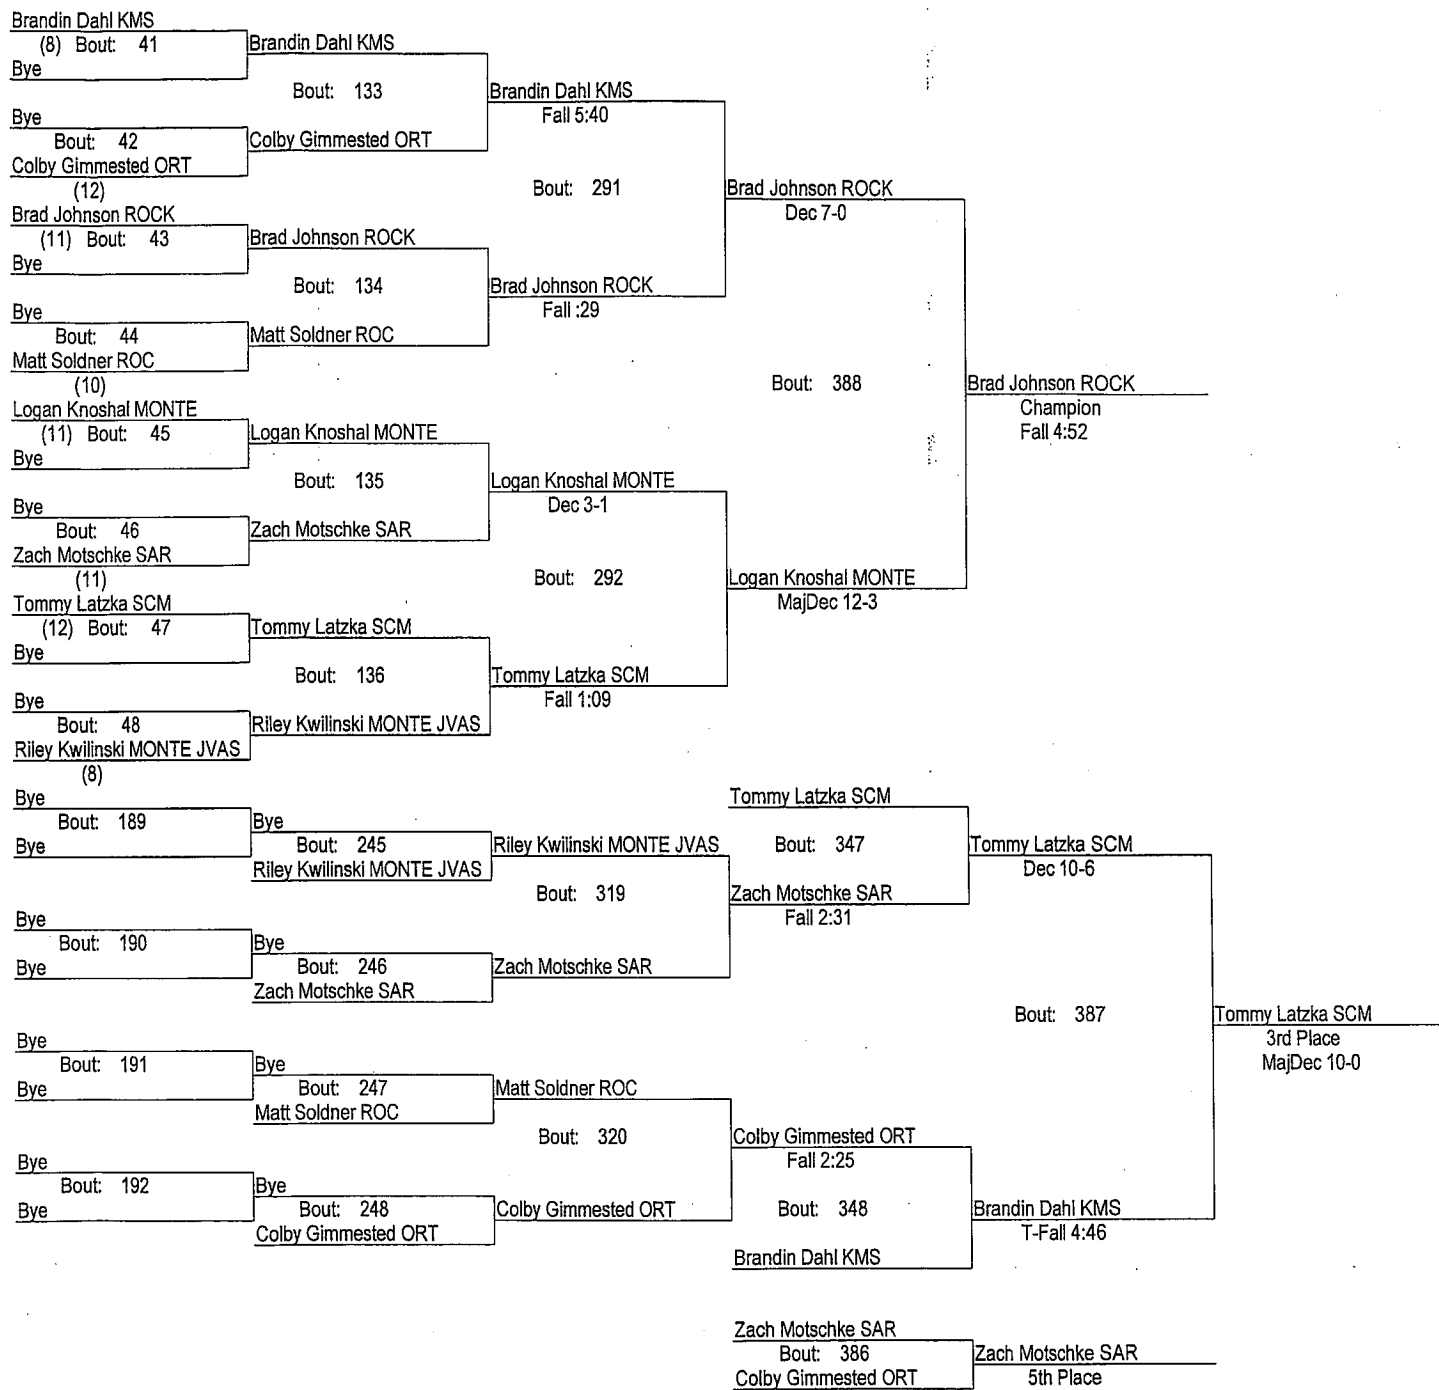 Brandin Dahl KMS
(8) Bout: 41
Bye
Brandin Dahl KMS
Bout: 133
Bye
Bout: 42
Colby Gimmested ORT
(12)
Colby Gimmested ORT
Brandin Dahl KMS
Fall 5:40
Bout: 291
Brad Johnson ROCK
(11) Bout: 43
Bye
Brad Johnson ROCK
Bout: 134
Bye
Bout: 44
Matt Soldner ROC
(10)
Matt Soldner ROC
Brad Johnson ROCK
Fall :29
Brad Johnson ROCK
Dec 7-0
Bout: 388
Brad Johnson ROCK
Champion
Fall 4:52
Logan Knoshal MONTE
(11) Bout: 45
Bye
Logan Knoshal MONTE
Bout: 135
Bye
Bout: 46
Zach Motschke SAR
(11)
Zach Motschke SAR
Logan Knoshal MONTE
Dec 3-1
Bout: 292
Tommy Latzka SCM
(12) Bout: 47
Bye
Tommy Latzka SCM
Bout: 136
Bye
Bout: 48
Riley Kwilinski MONTE JVAS
(8)
Riley Kwilinski MONTE JVAS
Tommy Latzka SCM
Fall 1:09
Logan Knoshal MONTE
MajDec 12-3
Bye
Bout: 189
Bye
Bye
Bout: 245
Riley Kwilinski MONTE JVAS
Riley Kwilinski MONTE JVAS
Bout: 319
Bye
Bout: 190
Bye
Bye
Bout: 246
Zach Motschke SAR
Zach Motschke SAR
Tommy Latzka SCM
Bout: 347
Zach Motschke SAR
Fall 2:31
Tommy Latzka SCM
Dec 10-6
Bout: 387
Tommy Latzka SCM
3rd Place
MajDec 10-0
Bye
Bout: 191
Bye
Bye
Bout: 247
Matt Soldner ROC
Matt Soldner ROC
Bout: 320
Bye
Bout: 192
Bye
Bye
Bout: 248
Colby Gimmested ORT
Colby Gimmested ORT
Colby Gimmested ORT
Fall 2:25
Bout: 348
Brandin Dahl KMS
Brandin Dahl KMS
T-Fall 4:46
Zach Motschke SAR
Bout: 386
Colby Gimmested ORT
Zach Motschke SAR
5th Place